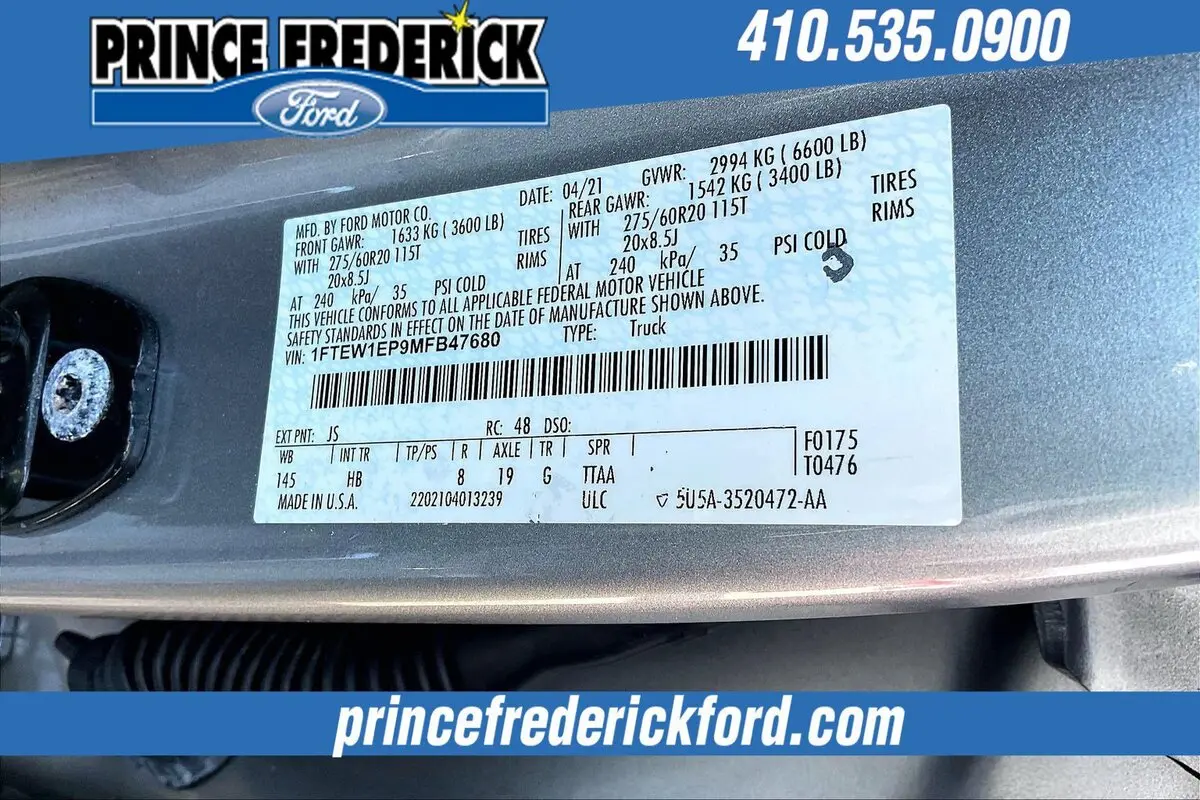 PRINCE FREDERICK
Ford
410.535.0900
MFD. BY FORD MOTOR CO.
DATE: 04/21 GVWR: 2994 KG ( 6600 LB)
FRONT GAWR: 1633 KG ( 3600 LB)
WITH 275/60R20 115T TIRES
20x8.5J RIMS
AT 240 kPa/ 35 PSI COLD
REAR GAWR: 1542 KG ( 3400 LB)
WITH 275/60R20 115T TIRES
20x8.5J RIMS
AT 240 kPa/ 35 PSI COLD
3
THIS VEHICLE CONFORMS TO ALL APPLICABLE FEDERAL MOTOR VEHICLE
SAFETY STANDARDS IN EFFECT ON THE DATE OF MANUFACTURE SHOWN ABOVE.
VIN: 1FTEW1EP9MFB47680 TYPE: Truck
EXT PNT: JS RC: 48 DSO:
WB INT TR TP/PS R AXLE TR SPR F0175
145 HB 8 19 G TTAA T0476
MADE IN U.S.A. 2202104013239 ULC 5U5A-3520472-AA
princefrederickford.com